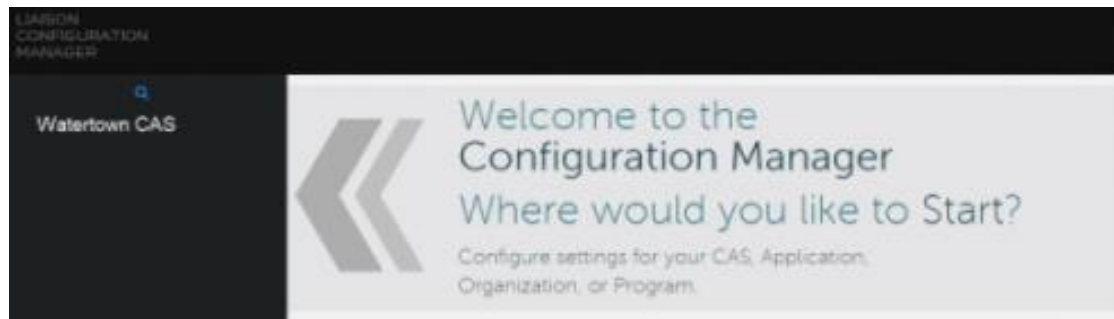 LIAISON
CONFIGURATION
MANAGER
Watertown CAS
Welcome to the
Configuration Manager
Where would you like to Start?
Configure settings for your CAS, Application,
Organization, or Program.